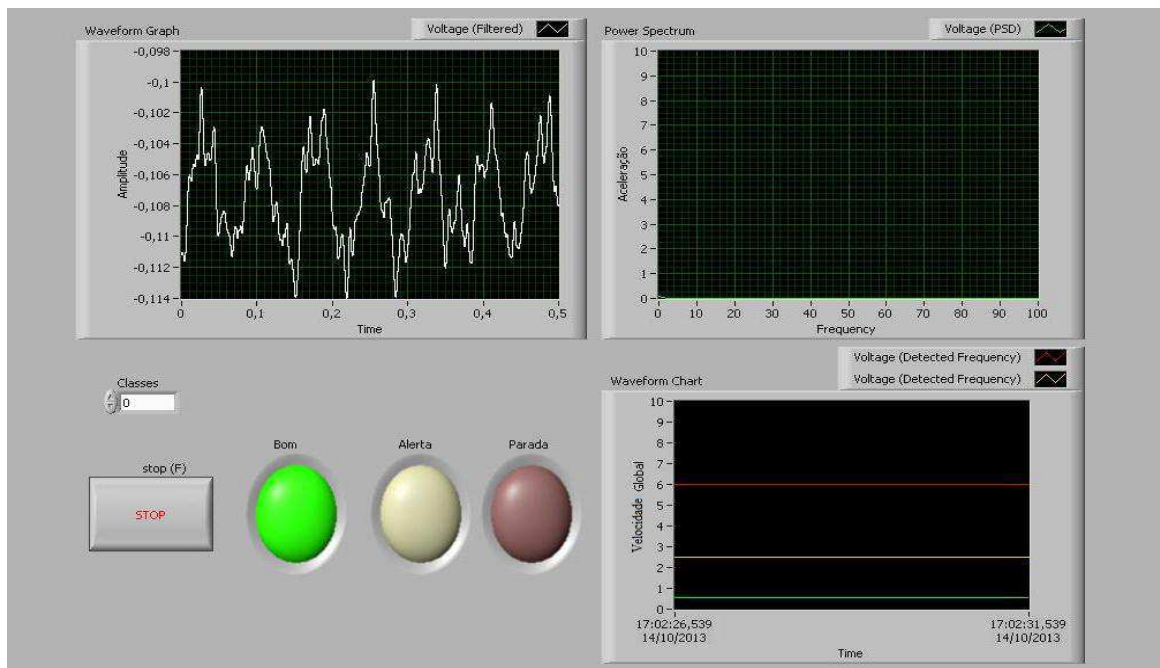 Waveform Graph
Voltage (Filtered)
-0,098
-0,1
-0,102
-0,104
-0,106
-0,108
-0,11
-0,112
-0,114
Amplitude
0 0,1 0,2 0,3 0,4 0,5
Time
Power Spectrum
Voltage (PSD)
10
9
8
7
6
5
4
3
2
1
0
Aceleração
0 10 20 30 40 50 60 70 80 90 100
Frequency
Classes
0
stop (F)
STOP
Bom
Alerta
Parada
Voltage (Detected Frequency)
Voltage (Detected Frequency)
Waveform Chart
10
9
8
7
6
5
4
3
2
1
0
Velocidade Global
17:02:26,539 17:02:31,539
14/10/2013 14/10/2013
Time